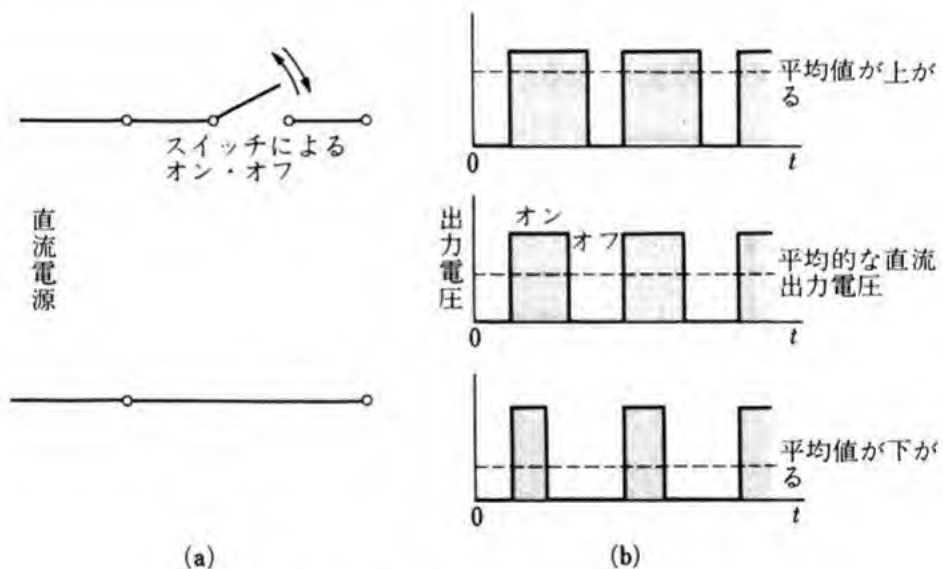 スイッチによる
オン・オフ
直流電源
(a)
平均値が上が
る
0
t
出力電圧
オン
オフ
平均的な直流
出力電圧
0
t
平均値が下が
る
0
t
(b)